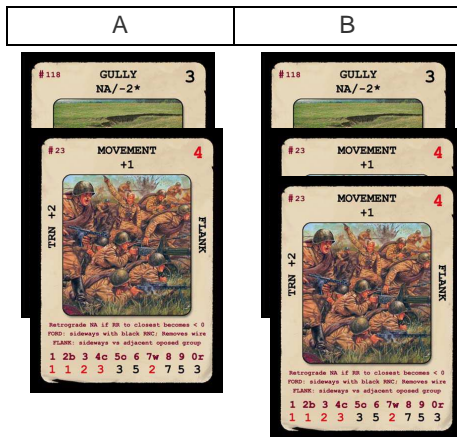 A
B
#118 GULLY 3
NA/-2*
#23 MOVEMENT 4
+1
TRN +2
FLANK
Retrograde NA if RR to closest becomes < 0
FORD: sideways with black RNC; Removes wire
FLANK: sideways vs adjacent oposed group
1 2b 3 4c 5o 6 7w 8 9 0r
1 1 2 3 3 5 2 7 5 3
#118 GULLY 3
NA/-2*
#23 MOVEMENT 4
+1
#23 MOVEMENT 4
+1
TRN +2
FLANK
Retrograde NA if RR to closest becomes < 0
FORD: sideways with black RNC; Removes wire
FLANK: sideways vs adjacent oposed group
1 2b 3 4c 5o 6 7w 8 9 0r
1 1 2 3 3 5 2 7 5 3